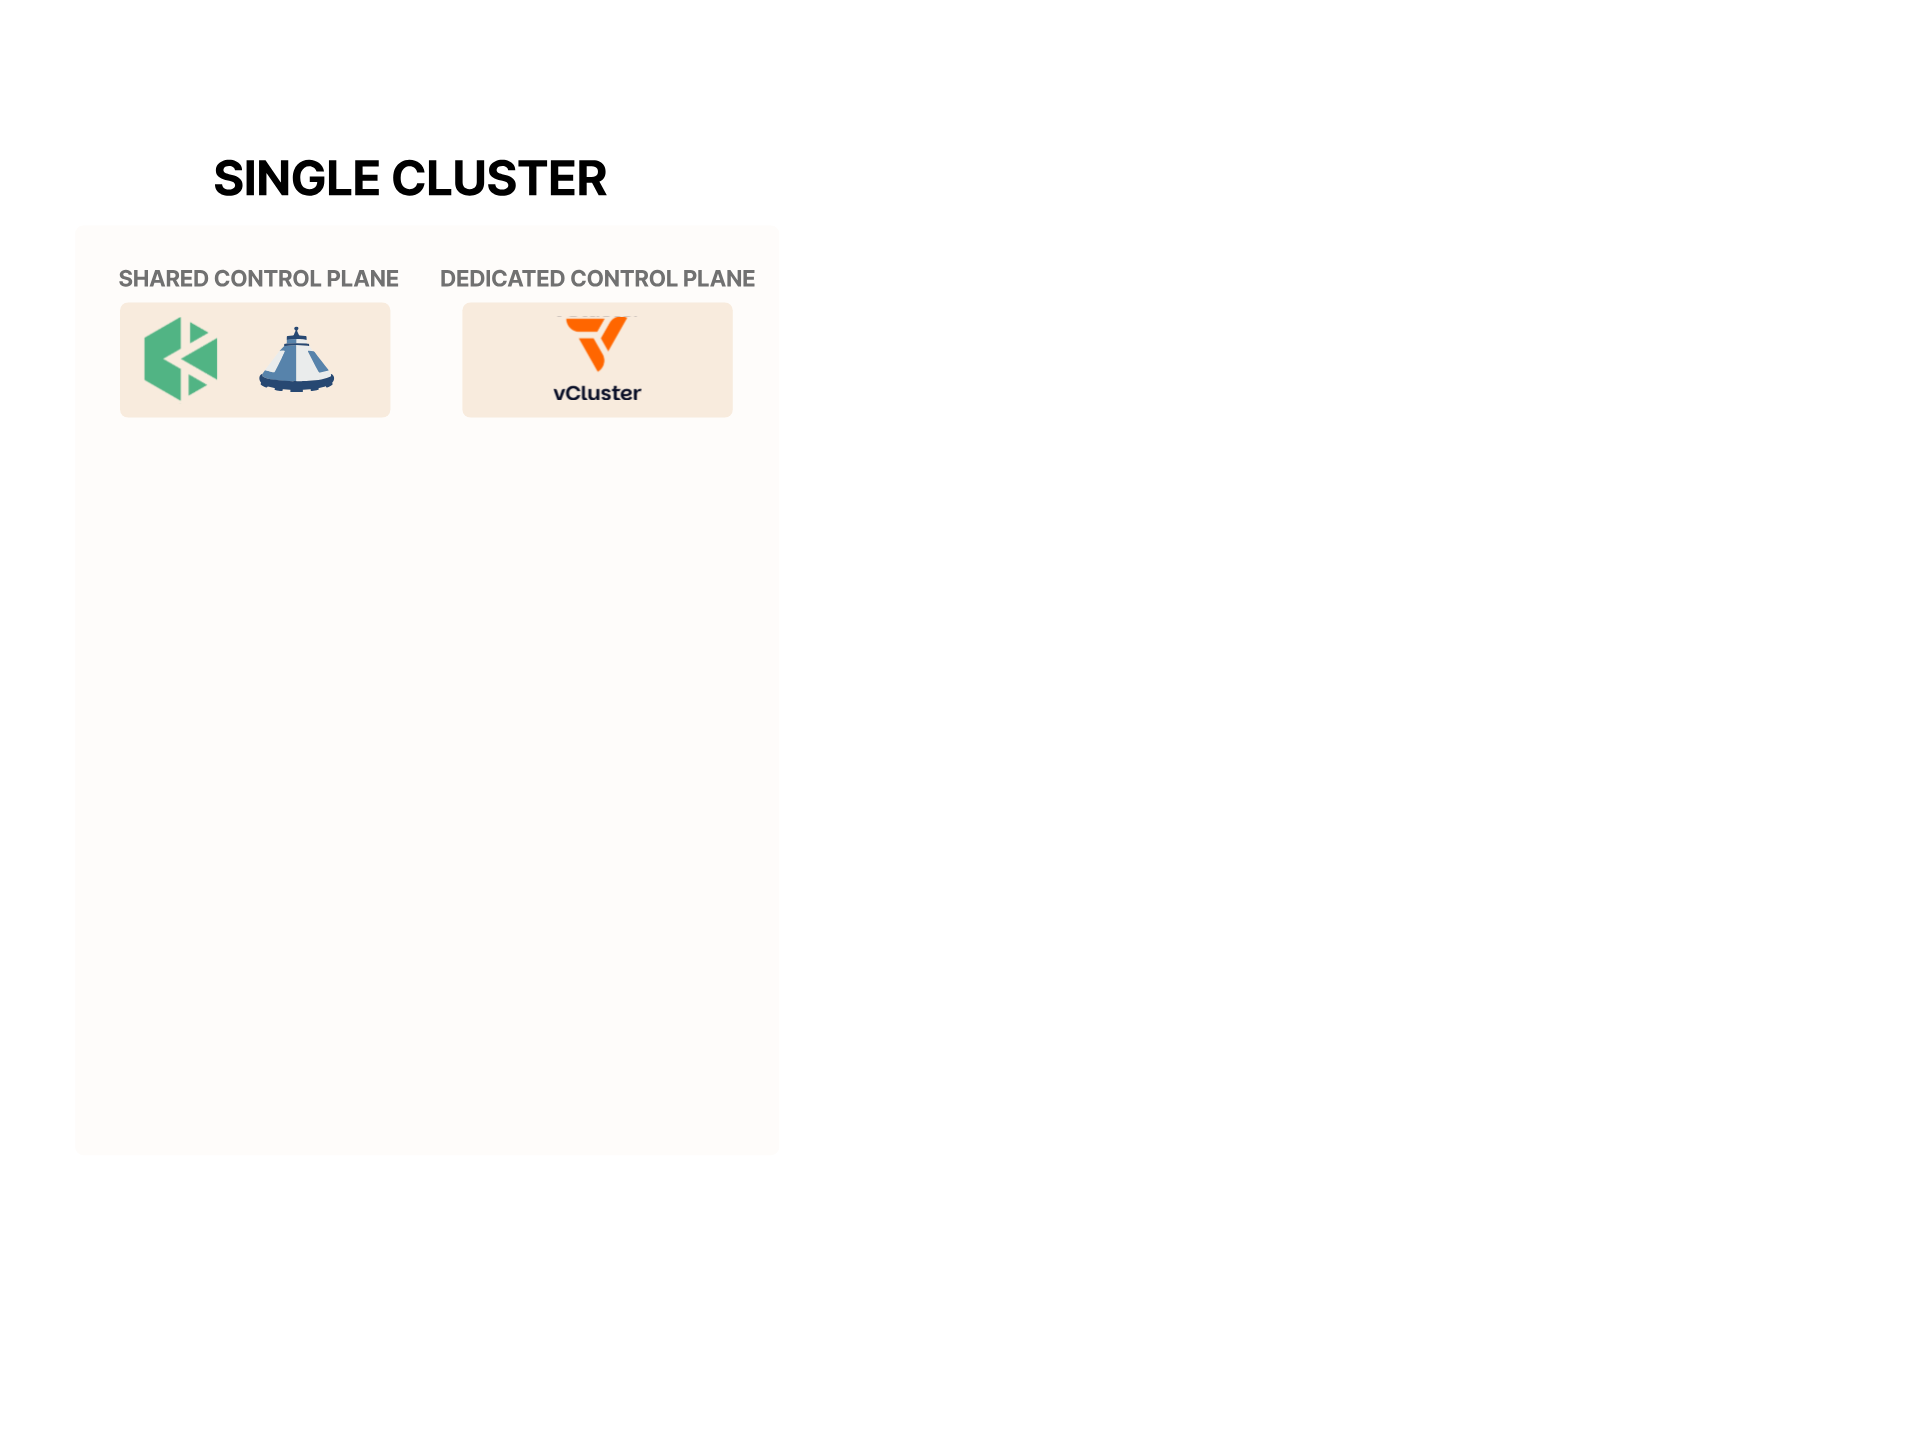 SINGLE CLUSTER
SHARED CONTROL PLANE
DEDICATED CONTROL PLANE
vCluster